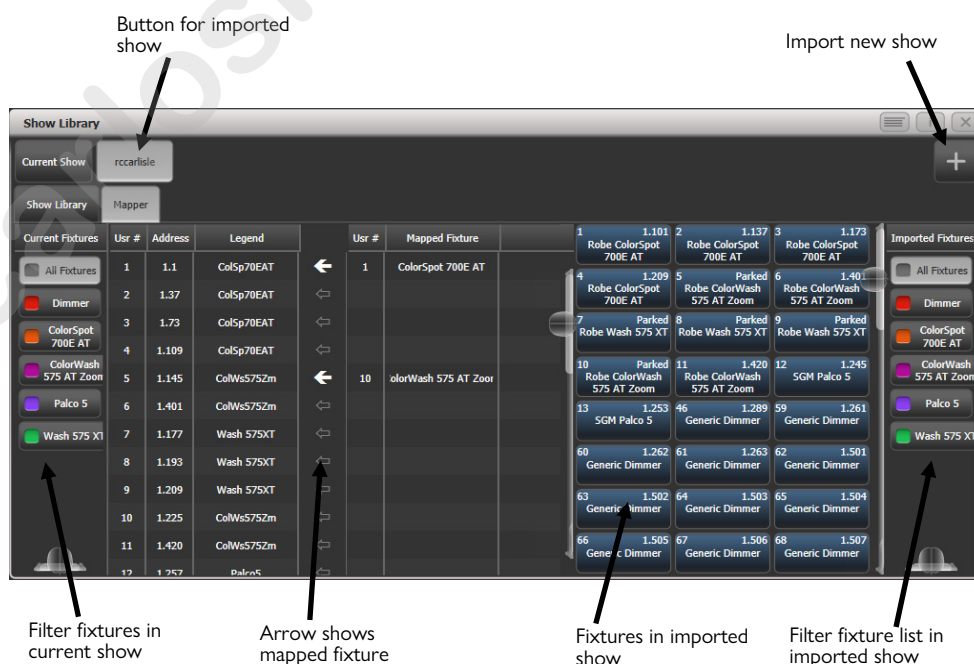 Button for imported
show
Import new show
Show Library
Current Show
rccarlisle
Show Library
Mapper
Current Fixtures
Usr #
Address
Legend
Usr #
Mapped Fixture
Imported Fixtures
All Fixtures
Dimmer
ColorSpot
700E AT
ColorWash
575 AT Zoon
Palco 5
Wash 575 XT
1 1.1 ColSp70EAT 1 ColorSpot 700E AT
2 1.37 ColSp70EAT
3 1.73 ColSp70EAT
4 1.109 ColSp70EAT
5 1.145 ColWs575Zm 10 olorWash 575 AT Zoor
6 1.401 ColWs575Zm
7 1.177 Wash 575XT
8 1.193 Wash 575XT
9 1.209 Wash 575XT
10 1.225 ColWs575Zm
11 1.420 ColWs575Zm
12 1.257 Palco5
1 1.101 2 1.137 3 1.173
Robe ColorSpot Robe ColorSpot Robe ColorSpot
700E AT 700E AT 700E AT
4 1.209 5 Parked 6 1.401
Robe ColorSpot Robe ColorWash Robe ColorWash
700E AT 575 AT Zoom 575 AT Zoom
7 Parked 8 Parked 9 Parked
Robe Wash 575 XT Robe Wash 575 XT Robe Wash 575 XT
10 Parked 11 1.420 12 1.245
Robe ColorWash Robe ColorWash SGM Palco 5
575 AT Zoom 575 AT Zoom
13 1.253 46 1.289 59 1.261
SGM Palco 5 Generic Dimmer Generic Dimmer
60 1.262 61 1.263 62 1.501
Generic Dimmer Generic Dimmer Generic Dimmer
63 1.502 64 1.503 65 1.504
Generic Dimmer Generic Dimmer Generic Dimmer
66 1.505 67 1.506 68 1.507
Generic Dimmer Generic Dimmer Generic Dimmer
All Fixtures
Dimmer
ColorSpot
700E AT
ColorWash
575 AT Zoon
Palco 5
Wash 575 XT
Filter fixtures in
current show
Arrow shows
mapped fixture
Fixtures in imported
show
Filter fixture list in
imported show